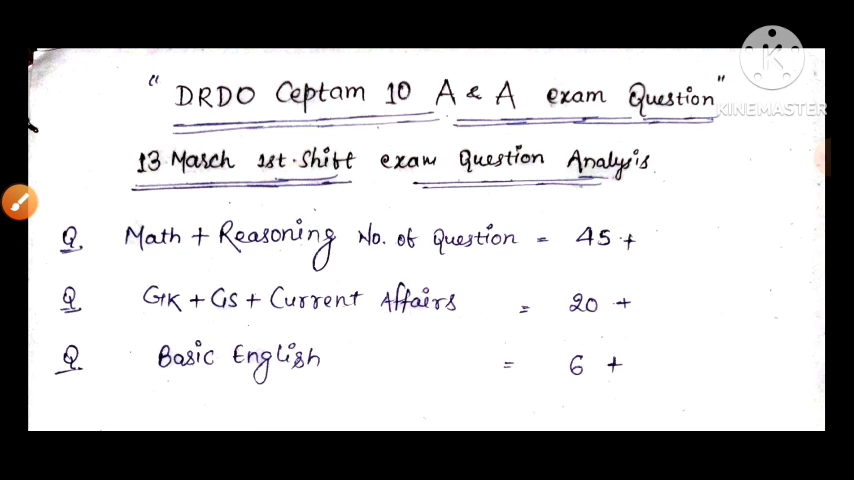 " DRDO Ceptam 10 A & A exam Question "
13 March 1st. Shift exam Question Analysis.
Q. Math + Reasoning No. of Question = 45 +
Q GK + GS + Current Affairs = 20 +
Q. Basic English = 6 +
K
KINEMASTER